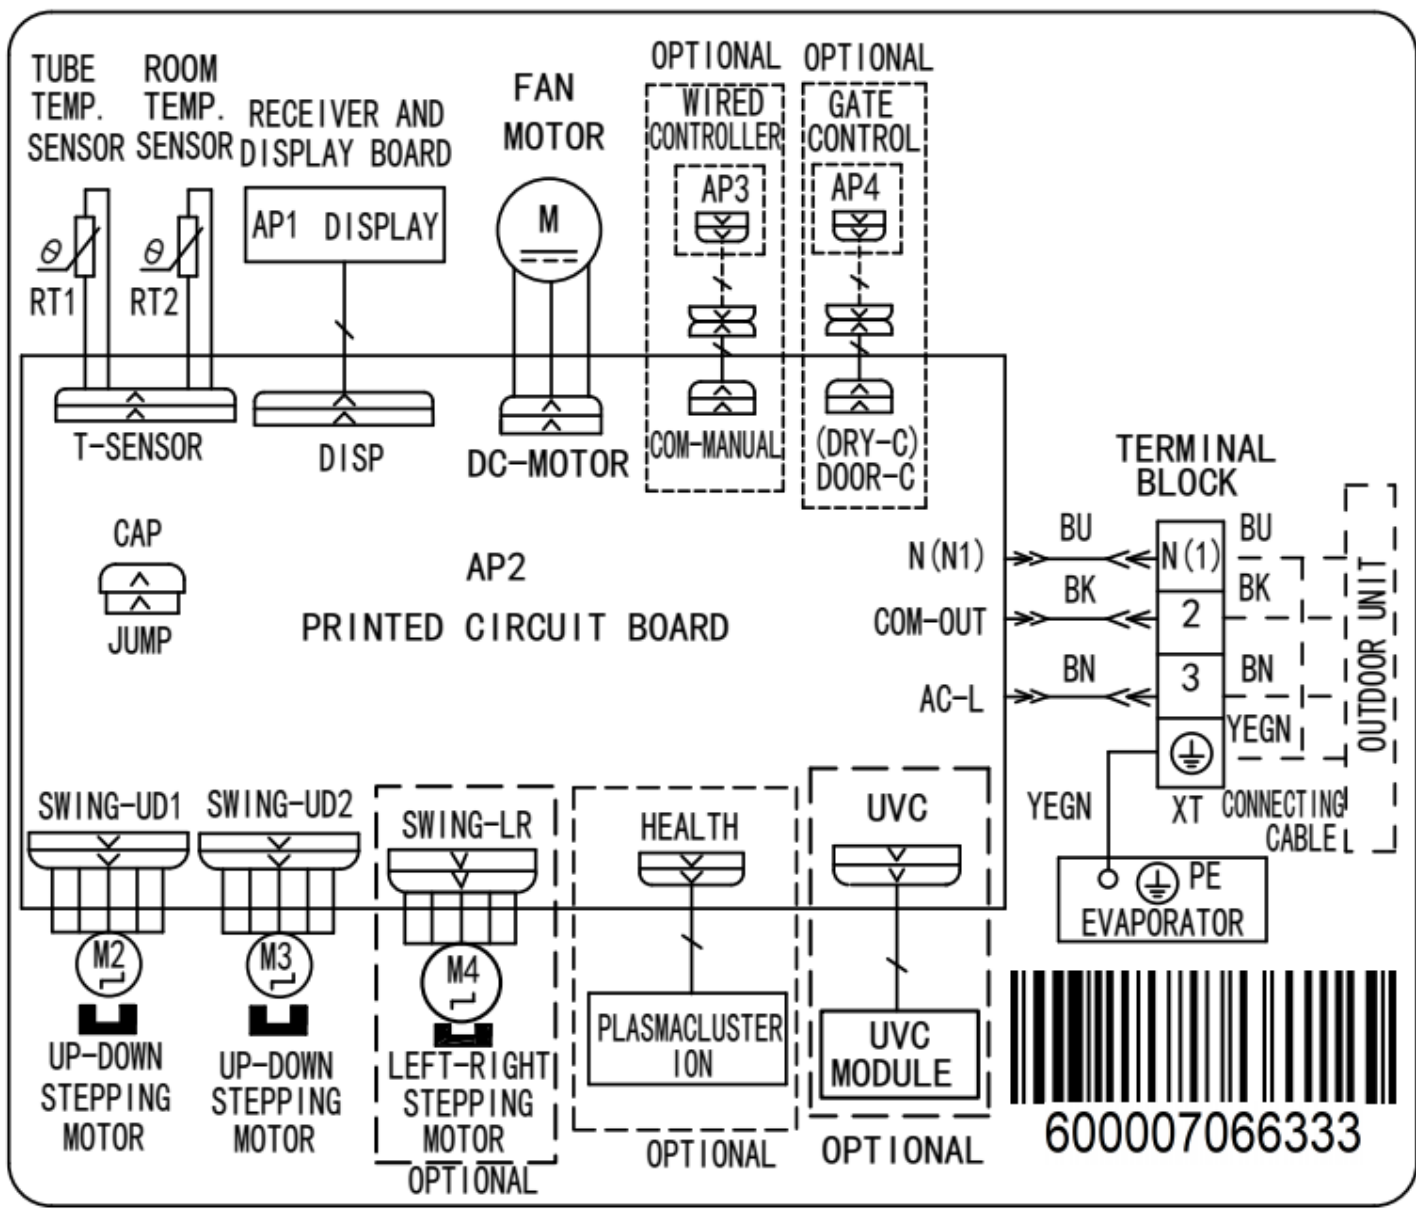 TUBE
TEMP.
SENSOR
ROOM
TEMP.
SENSOR
RECEIVER AND
DISPLAY BOARD
FAN
MOTOR
OPTIONAL
WIRED
CONTROLLER
AP3
OPTIONAL
GATE
CONTROL
AP4
θ
RT1
θ
RT2
AP1 DISPLAY
M
T-SENSOR
DISP
DC-MOTOR
COM-MANUAL
(DRY-C)
DOOR-C
CAP
JUMP
AP2
PRINTED CIRCUIT BOARD
N(N1)
COM-OUT
AC-L
BU
BK
BN
TERMINAL
BLOCK
N(1)
2
3
XT
BU
BK
BN
YEGN
OUTDOOR UNIT
CONNECTING
CABLE
YEGN
PE
EVAPORATOR
SWING-UD1
M2
UP-DOWN
STEPPING
MOTOR
SWING-UD2
M3
UP-DOWN
STEPPING
MOTOR
SWING-LR
M4
LEFT-RIGHT
STEPPING
MOTOR
OPTIONAL
HEALTH
PLASMACLUSTER
ION
OPTIONAL
UVC
UVC
MODULE
OPTIONAL
600007066333